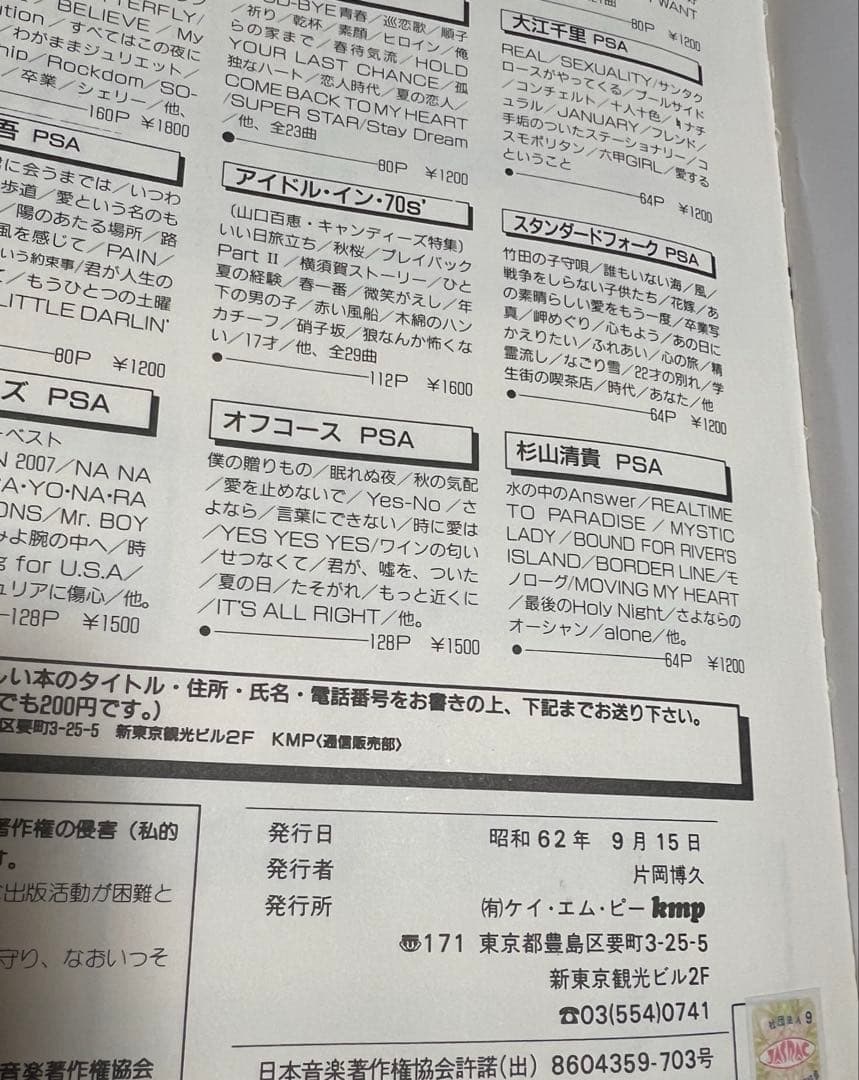 TERFLY/
BELIEVE / My
ution / すべてはこの夜に
/わがままジュリエット/
ship/Rockdom/SO-
/卒業/シェリー/他、
160P ￥1800
吾 PSA
君に会うまでは/いつわ
歩道/愛という名のも
/陽のあたる場所/路
風を感じて/PAIN/
いう約束事/君が人生の
て/もうひとつの土曜
LITTLE DARLIN'
80P ￥1200
ズ PSA
ーベスト
N 2007/NA NA
A・YO・NA・RA
ONS/Mr. BOY
みよ腕の中へ/時
g for U.S.A/
ュリアに傷心/他。
128P ￥1500
O-BYE青春/巡恋歌/順子
/祈り/乾杯/素顔/ヒロイン/俺
らの家まで/春待気流/HOLD
YOUR LAST CHANCE/孤
独なハート/恋人時代/夏の恋人/
COME BACK TO MY HEART
/SUPER STAR/Stay Dream
/他、全23曲
80P ￥1200
アイドル・イン・70s'
(山口百恵・キャンディーズ特集)
いい日旅立ち/秋桜/プレイバック
Part II/横須賀ストーリー/ひと
夏の経験/春一番/微笑がえし/年
下の男の子/赤い風船/木綿のハン
カチーフ/硝子坂/狼なんか怖くな
い/17才/他、全29曲
112P ￥1600
オフコース PSA
僕の贈りもの/眠れぬ夜/秋の気配
/愛を止めないで/Yes-No/さ
よなら/言葉にできない/時に愛は
/YES YES YES/ワインの匂い
/せつなくて/君が、嘘を、ついた
/夏の日/たそがれ/もっと近くに
/IT'S ALL RIGHT/他。
128P ￥1500
WANT
80P ￥1200
大江千里 PSA
REAL/SEXUALITY/サンタク
ロースがやってくる/プールサイド
/コンチェルト/十人十色/ナチ
ュラル/JANUARY/フレンド/
手垢のついたステーショナリー/コ
スモポリタン/六甲GIRL/愛する
ということ
64P ￥1200
スタンダードフォーク PSA
竹田の子守唄/誰もいない海/風/
戦争をしらない子供たち/花嫁/あ
の素晴らしい愛をもう一度/卒業写
真/岬めぐり/心もよう/あの日に
かえりたい/ふれあい/心の旅/精
霊流し/なごり雪/22才の別れ/学
生街の喫茶店/時代/あなた/他
64P ￥1200
杉山清貴 PSA
水の中のAnswer/REALTIME
TO PARADISE/MYSTIC
LADY/BOUND FOR RIVER'S
ISLAND/BORDER LINE/モ
ノローグ/MOVING MY HEART
/最後のHoly Night/さよならの
オーシャン/alone/他。
64P ￥1200
しい本のタイトル・住所・氏名・電話番号をお書きの上、下記までお送り下さい。
でも200円です。)
区要町3-25-5 新東京観光ビル2F KMP〈通信販売部〉
著作権の侵害(私的
す。
出版活動が困難と
守り、なおいつそ
音楽著作権協会
発行日 昭和62年 9月15日
発行者 片岡博久
発行所 (有)ケイ・エム・ピー kmp
〠171 東京都豊島区要町3-25-5
新東京観光ビル2F
☎03(554)0741
日本音楽著作権協会許諾(出) 8604359-703号
社団法人 9
JASRAC